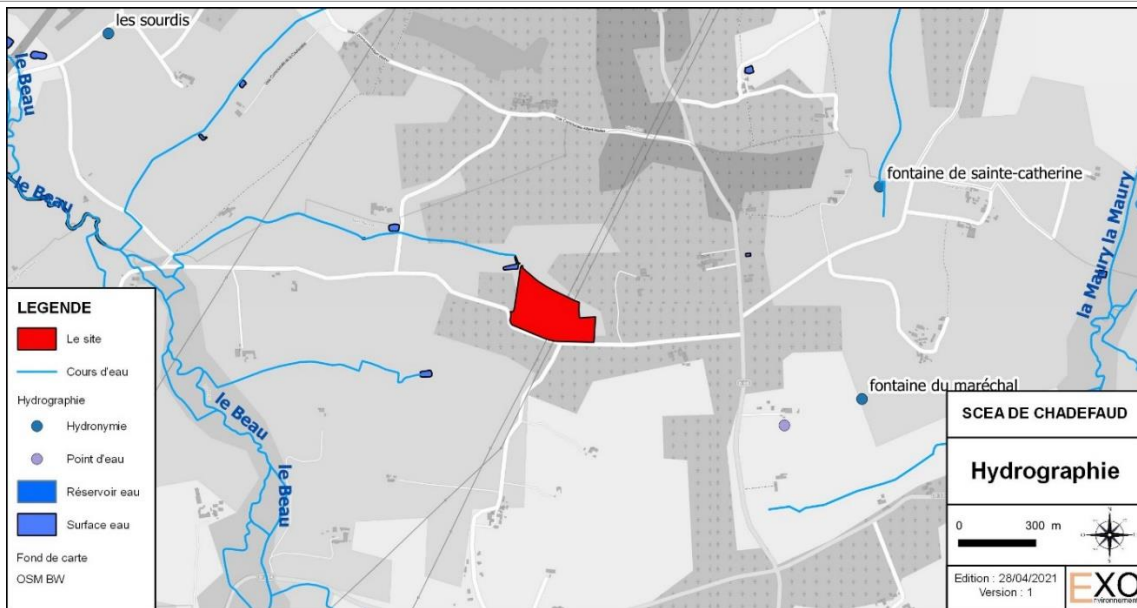 les sourdis
le Beau
le Beau
fontaine de sainte-catherine
la Maury la Maury
fontaine du maréchal
le Beau
le Beau
LEGENDE
Le site
Cours d'eau
Hydrographie
Hydronymie
Point d'eau
Réservoir eau
Surface eau
Fond de carte
OSM BW
SCEA DE CHADEFAUD
Hydrographie
0 300 m
Edition : 28/04/2021
Version : 1
EXO
nvironnement